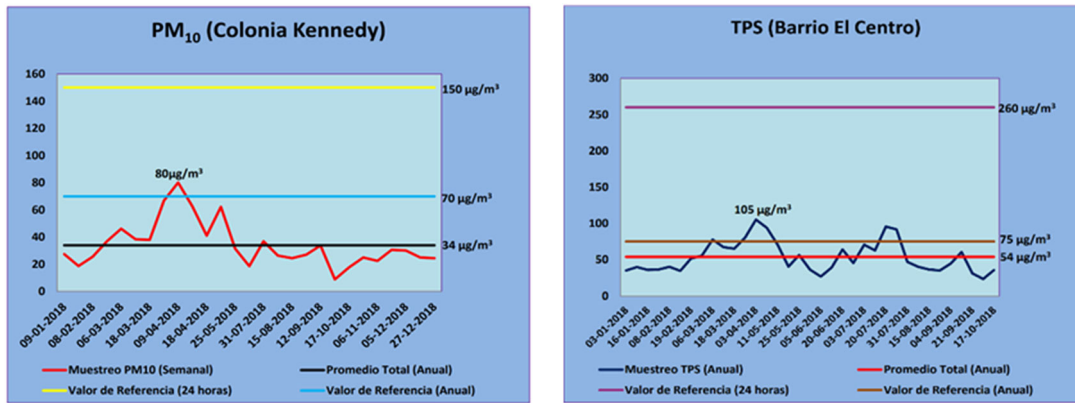 PM₁₀ (Colonia Kennedy)
160
140
120
100
80
60
40
20
0
150 µg/m³
80µg/m³
70 µg/m³
34 µg/m³
09-01-2018
08-02-2018
06-03-2018
18-03-2018
09-04-2018
18-04-2018
25-05-2018
31-07-2018
15-08-2018
12-09-2018
17-10-2018
06-11-2018
05-12-2018
27-12-2018
Muestreo PM10 (Semanal)
Promedio Total (Anual)
Valor de Referencia (24 horas)
Valor de Referencia (Anual)
TPS (Barrio El Centro)
300
250
200
150
100
50
0
260 µg/m³
105 µg/m³
75 µg/m³
54 µg/m³
03-01-2018
16-01-2018
08-02-2018
19-02-2018
06-03-2018
18-03-2018
03-04-2018
11-05-2018
25-05-2018
05-06-2018
20-06-2018
03-07-2018
20-07-2018
31-07-2018
15-08-2018
04-09-2018
21-09-2018
17-10-2018
Muestreo TPS (Anual)
Promedio Total (Anual)
Valor de Referencia (24 horas)
Valor de Referencia (Anual)